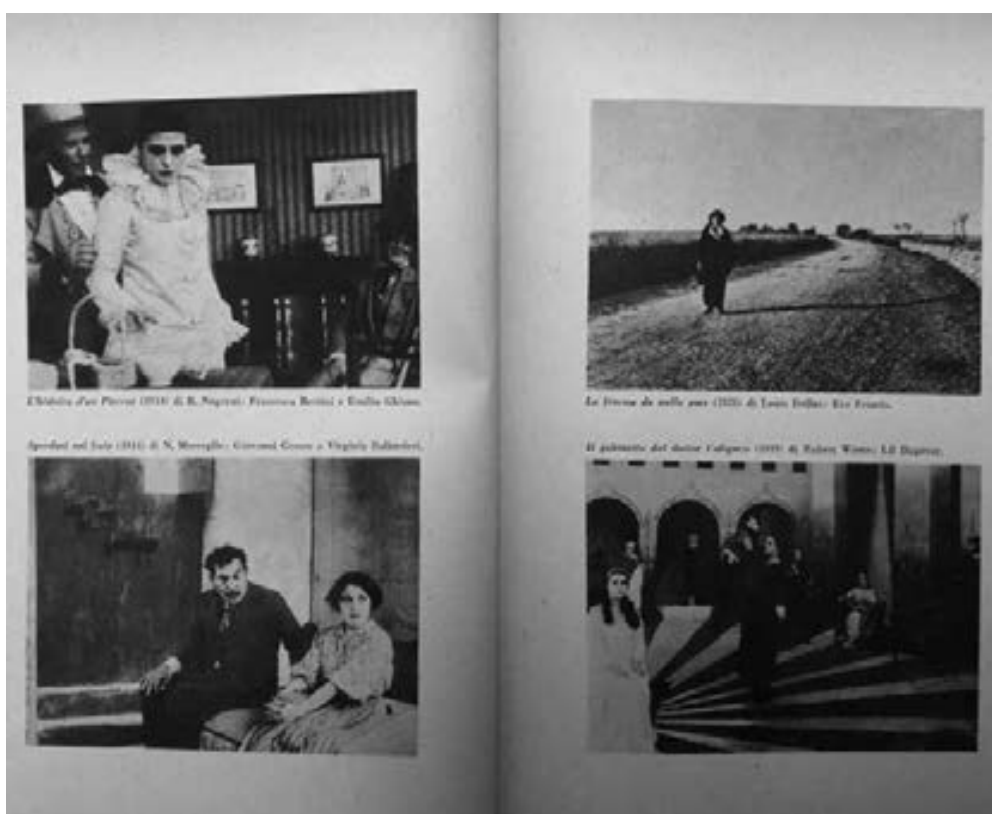 L'histoire d'un Pierrot (1914) di B. Negroni: Francesca Bertini e Emilio Ghione.
Sperduti nel buio (1914) di N. Martoglio: Giovanni Grasso e Virginia Balistrieri.
La femme de nulle part di Louis Delluc: Eve Francis.
Il gabinetto del dottor Caligari (1919) di Robert Wiene: Lil Dagover.